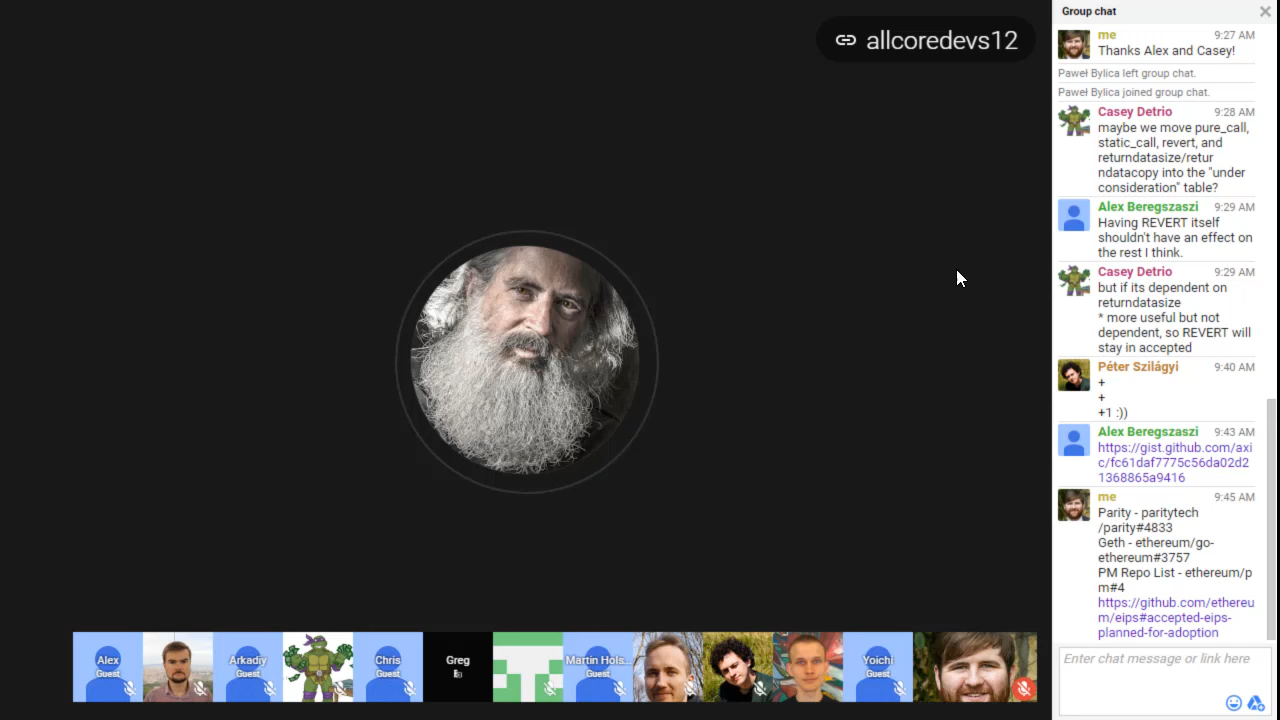 allcoredevs12
Group chat
me 9:27 AM
Thanks Alex and Casey!
Paweł Bylica left group chat.
Paweł Bylica joined group chat.
Casey Detrio 9:28 AM
maybe we move pure_call,
static_call, revert, and
returndatasize/retur
ndatacopy into the "under
consideration" table?
Alex Beregszaszi 9:29 AM
Having REVERT itself
shouldn't have an effect on
the rest I think.
Casey Detrio 9:29 AM
but if its dependent on
returndatasize
* more useful but not
dependent, so REVERT will
stay in accepted
Péter Szilágyi 9:40 AM
+
+
+1 :))
Alex Beregszaszi 9:43 AM
https://gist.github.com/axi
c/fc61daf7775c56da02d2
1368865a9416
me 9:45 AM
Parity - paritytech
/parity#4833
Geth - ethereum/go-
ethereum#3757
PM Repo List - ethereum/p
m#4
https://github.com/ethereu
m/eips#accepted-eips-
planned-for-adoption
Enter chat message or link here
Alex
Guest
Arkadiy
Guest
Chris
Guest
Greg
Martin Hols...
Guest
Yoichi
Guest